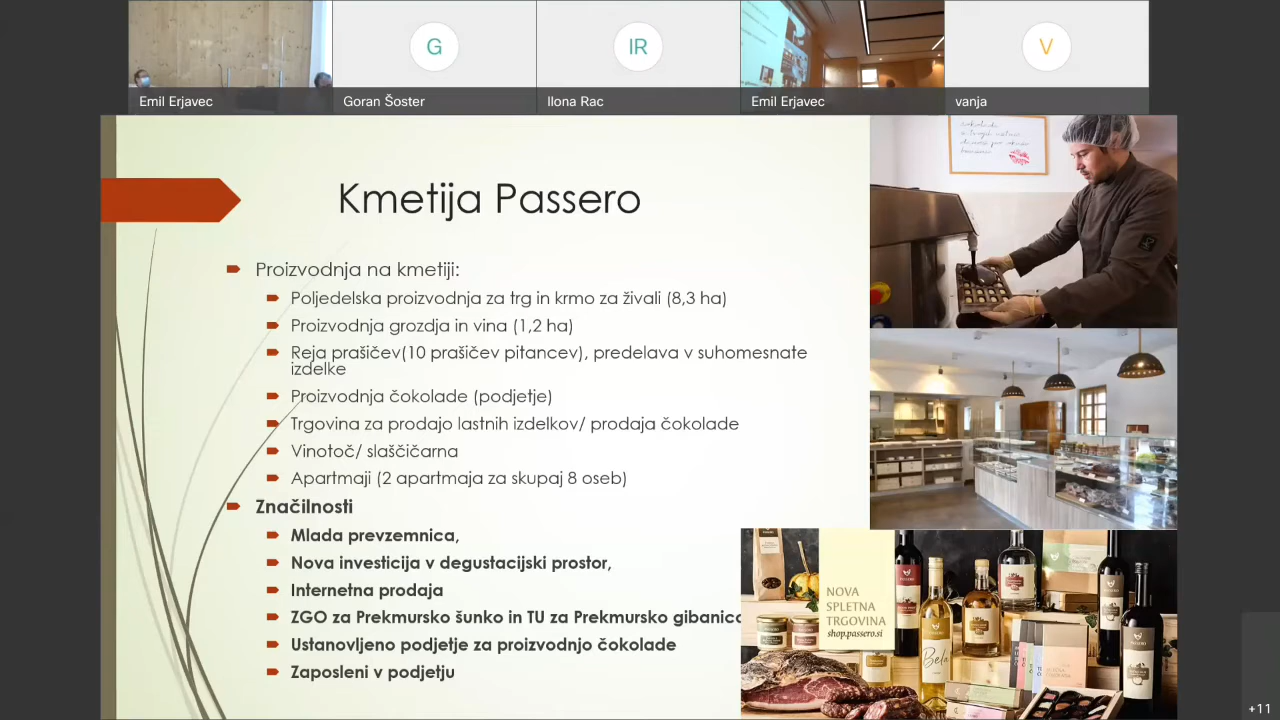 G
IR
V
Emil Erjavec
Goran Šoster
Ilona Rac
Emil Erjavec
vanja
Kmetija Passero
Proizvodnja na kmetiji:
Poljedelska proizvodnja za trg in krmo za živali (8,3 ha)
Proizvodnja grozdja in vina (1,2 ha)
Reja prašičev(10 prašičev pitancev), predelava v suhomesnate
izdelke
Proizvodnja čokolade (podjetje)
Trgovina za prodajo lastnih izdelkov/ prodaja čokolade
Vinotoč/ slaščičarna
Apartmaji (2 apartmaja za skupaj 8 oseb)
Značilnosti
Mlada prevzemnica,
Nova investicija v degustacijski prostor,
Internetna prodaja
ZGO za Prekmursko šunko in TU za Prekmursko gibanico
Ustanovljeno podjetje za proizvodnjo čokolade
Zaposleni v podjetju
NOVA
SPLETNA
TRGOVINA
shop.passero.si
Bela
+11